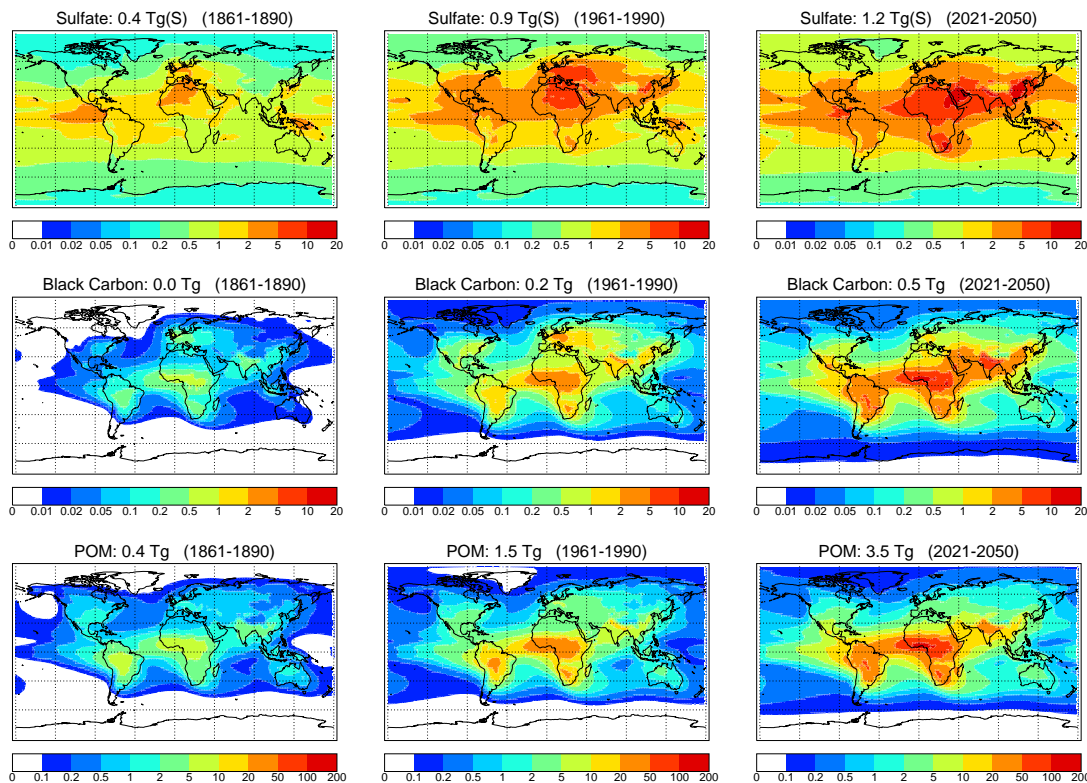 Sulfate: 0.4 Tg(S) (1861-1890)
Sulfate: 0.9 Tg(S) (1961-1990)
Sulfate: 1.2 Tg(S) (2021-2050)
0 0.01 0.02 0.05 0.1 0.2 0.5 1 2 5 10 20
0 0.01 0.02 0.05 0.1 0.2 0.5 1 2 5 10 20
0 0.01 0.02 0.05 0.1 0.2 0.5 1 2 5 10 20
Black Carbon: 0.0 Tg (1861-1890)
Black Carbon: 0.2 Tg (1961-1990)
Black Carbon: 0.5 Tg (2021-2050)
0 0.01 0.02 0.05 0.1 0.2 0.5 1 2 5 10 20
0 0.01 0.02 0.05 0.1 0.2 0.5 1 2 5 10 20
0 0.01 0.02 0.05 0.1 0.2 0.5 1 2 5 10 20
POM: 0.4 Tg (1861-1890)
POM: 1.5 Tg (1961-1990)
POM: 3.5 Tg (2021-2050)
0 0.1 0.2 0.5 1 2 5 10 20 50 100 200
0 0.1 0.2 0.5 1 2 5 10 20 50 100 200
0 0.1 0.2 0.5 1 2 5 10 20 50 100 200